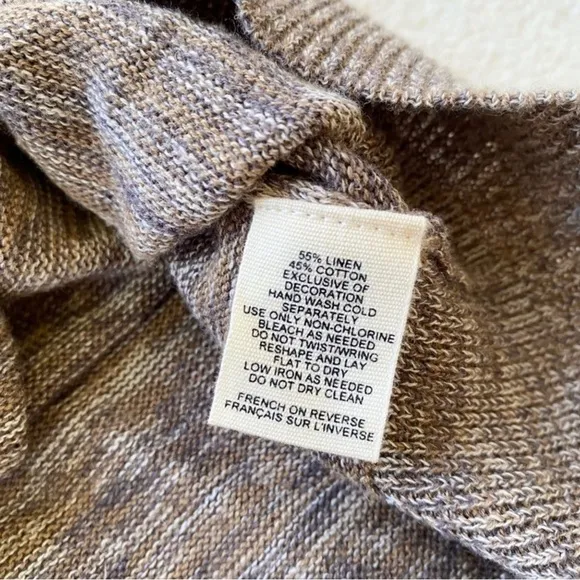 55% LINEN
45% COTTON
EXCLUSIVE OF
DECORATION
HAND WASH COLD
SEPARATELY
USE ONLY NON-CHLORINE
BLEACH AS NEEDED
DO NOT TWIST/WRING
RESHAPE AND LAY
FLAT TO DRY
LOW IRON AS NEEDED
DO NOT DRY CLEAN
FRENCH ON REVERSE
FRANÇAIS SUR L'INVERSE